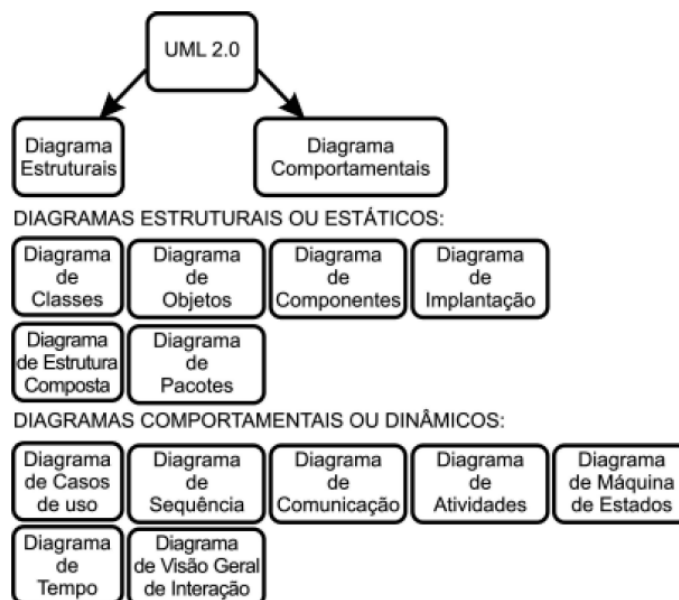 UML 2.0
Diagrama
Estruturais
Diagrama
Comportamentais
DIAGRAMAS ESTRUTURAIS OU ESTÁTICOS:
Diagrama
de
Classes
Diagrama
de
Objetos
Diagrama
de
Componentes
Diagrama
de
Implantação
Diagrama
de Estrutura
Composta
Diagrama
de
Pacotes
DIAGRAMAS COMPORTAMENTAIS OU DINÂMICOS:
Diagrama
de Casos
de uso
Diagrama
de
Sequência
Diagrama
de
Comunicação
Diagrama
de
Atividades
Diagrama
de Máquina
de Estados
Diagrama
de
Tempo
Diagrama
de Visão Geral
de Interação